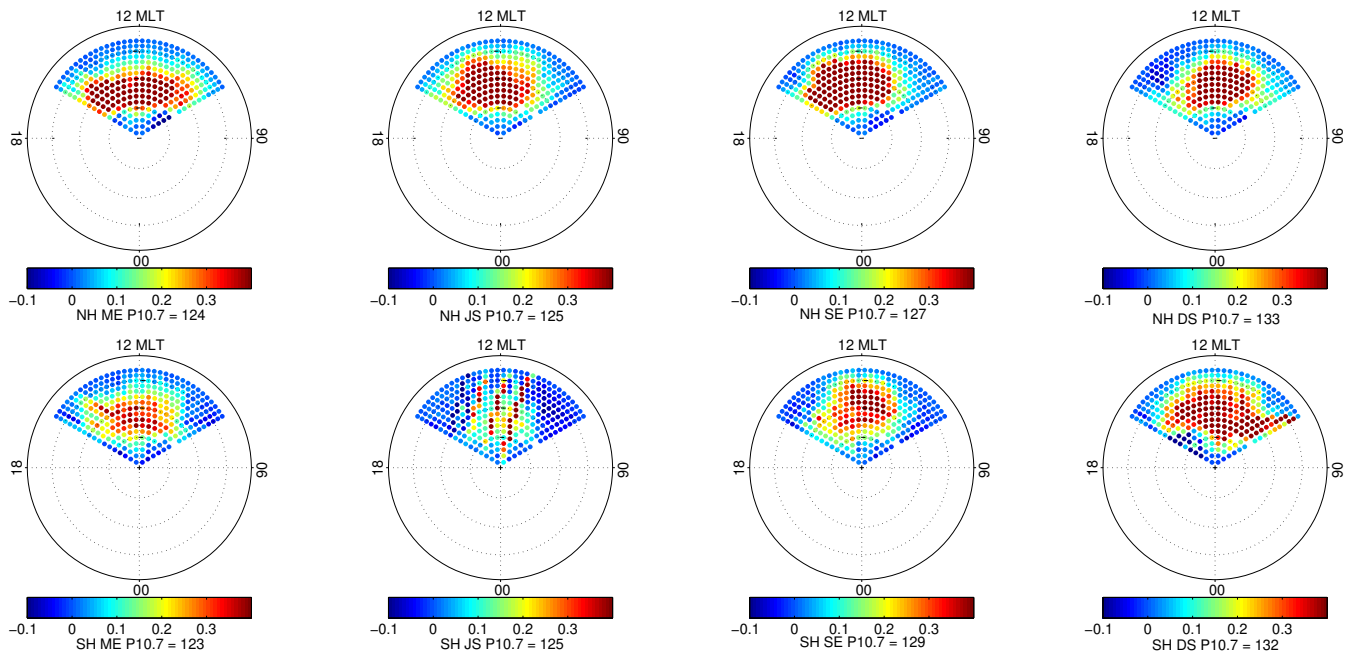 12 MLT 12 MLT 12 MLT 12 MLT
18 06 18 06 18 06 18 06
00 00 00 00
−0.1 0 0.1 0.2 0.3 −0.1 0 0.1 0.2 0.3 −0.1 0 0.1 0.2 0.3 −0.1 0 0.1 0.2 0.3
NH ME P10.7 = 124 NH JS P10.7 = 125 NH SE P10.7 = 127 NH DS P10.7 = 133
12 MLT 12 MLT 12 MLT 12 MLT
18 06 18 06 18 06 18 06
00 00 00 00
−0.1 0 0.1 0.2 0.3 −0.1 0 0.1 0.2 0.3 −0.1 0 0.1 0.2 0.3 −0.1 0 0.1 0.2 0.3
SH ME P10.7 = 123 SH JS P10.7 = 125 SH SE P10.7 = 129 SH DS P10.7 = 132